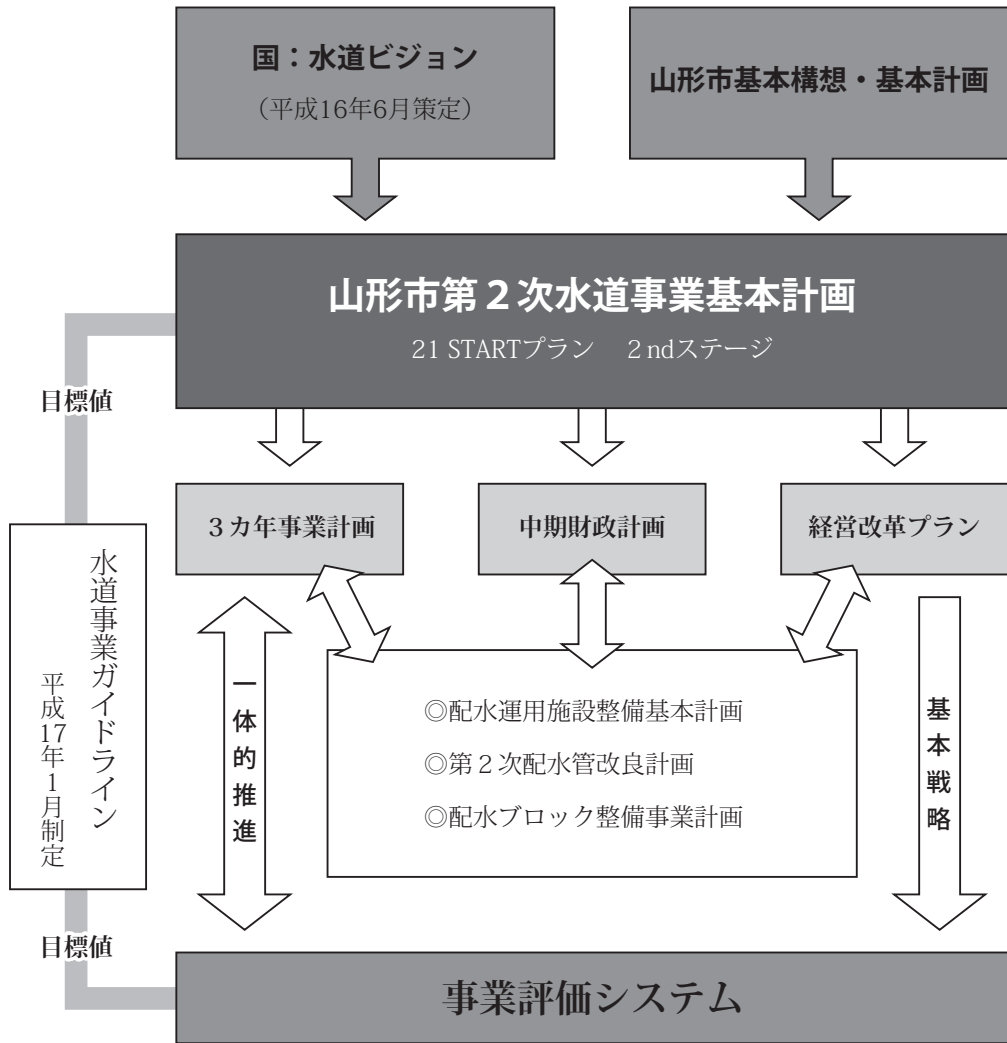 国：水道ビジョン
（平成16年6月策定）
山形市基本構想・基本計画
山形市第２次水道事業基本計画
21 STARTプラン　２ndステージ
目標値
３カ年事業計画
中期財政計画
経営改革プラン
水道事業ガイドライン
平成17年１月制定
一体的推進
◎配水運用施設整備基本計画
◎第２次配水管改良計画
◎配水ブロック整備事業計画
基本戦略
目標値
事業評価システム